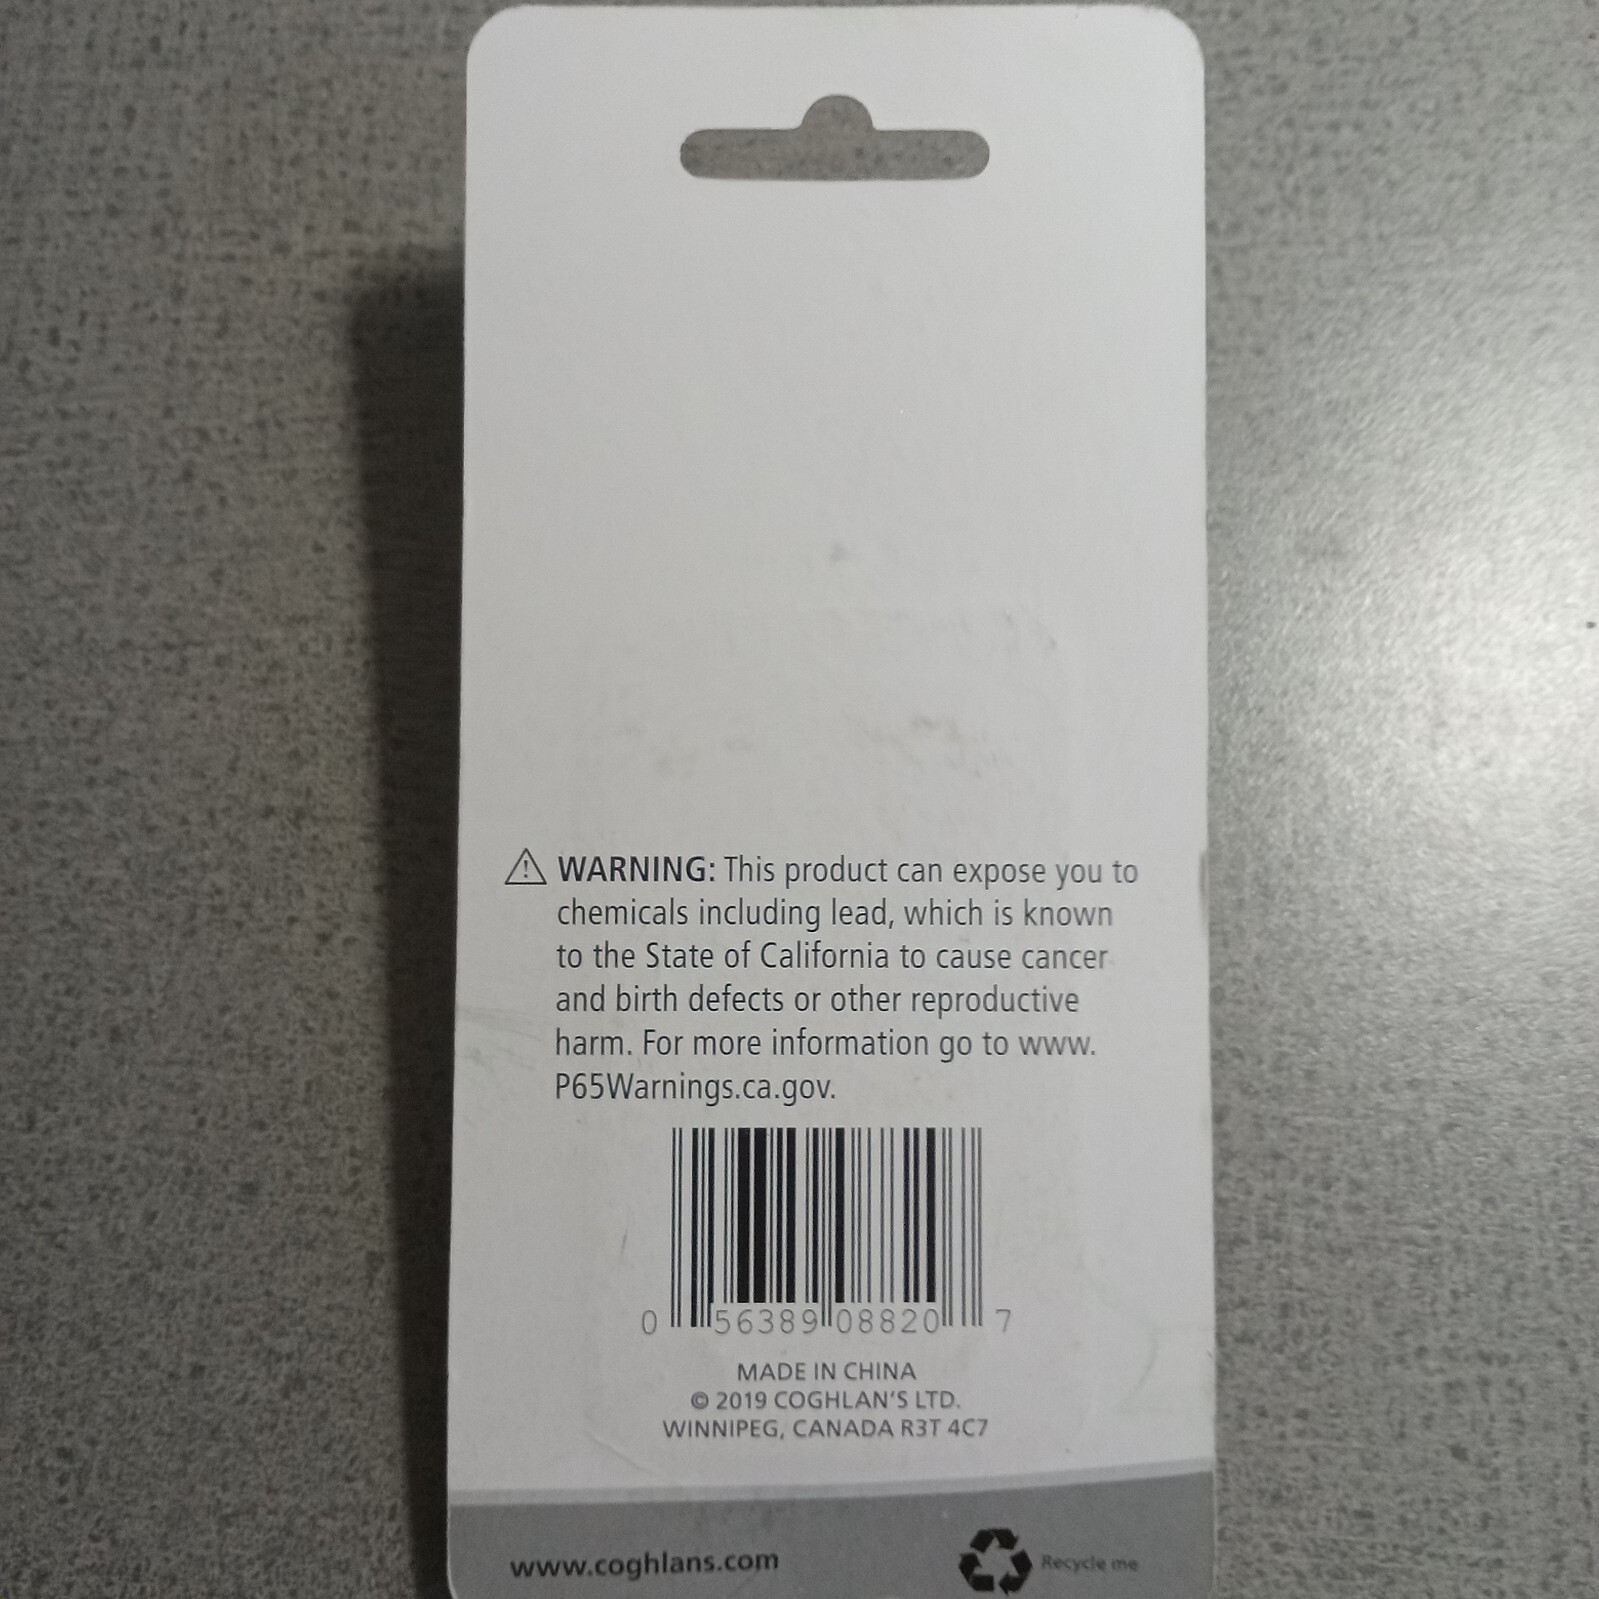 WARNING: This product can expose you to
chemicals including lead, which is known
to the State of California to cause cancer
and birth defects or other reproductive
harm. For more information go to www.
P65Warnings.ca.gov.
0 56389 08820 7
MADE IN CHINA
© 2019 COGHLAN'S LTD.
WINNIPEG, CANADA R3T 4C7
www.coghlans.com
Recycle me